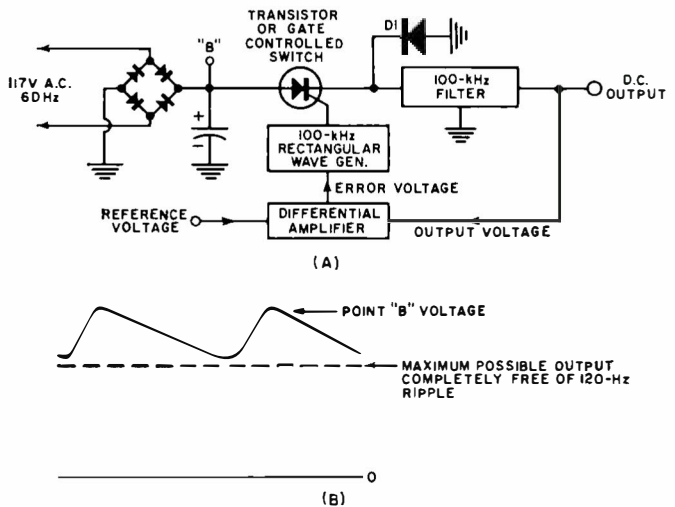 TRANSISTOR
OR GATE
CONTROLLED
SWITCH
D1
"B"
117V A.C.
60Hz
100-kHz
FILTER
D.C.
OUTPUT
+
−
100-kHz
RECTANGULAR
WAVE GEN.
ERROR VOLTAGE
REFERENCE
VOLTAGE
DIFFERENTIAL
AMPLIFIER
OUTPUT VOLTAGE
(A)
POINT "B" VOLTAGE
MAXIMUM POSSIBLE OUTPUT
COMPLETELY FREE OF 120-Hz
RIPPLE
0
(B)